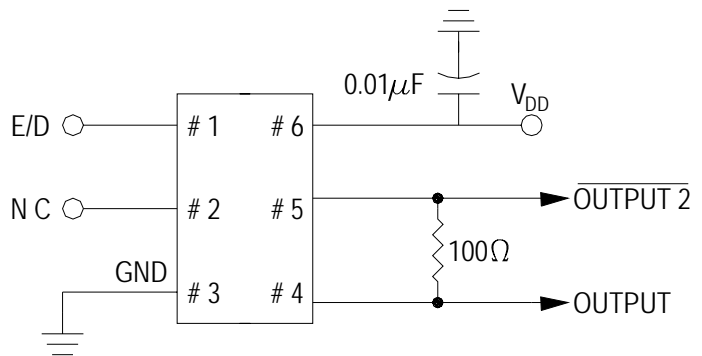 0.01μF
V_DD
E/D
# 1
# 6
N C
# 2
# 5
OUTPUT 2
100Ω
GND
# 3
# 4
OUTPUT